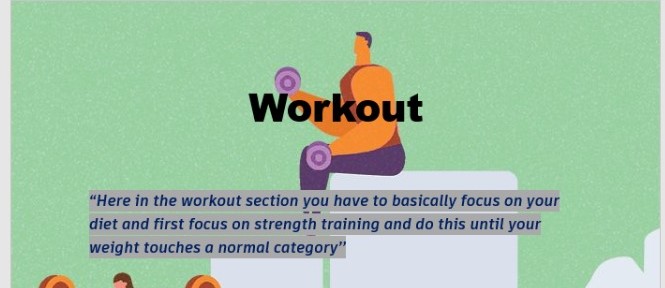 Workout
“Here in the workout section you have to basically focus on your
diet and first focus on strength training and do this until your
weight touches a normal category”